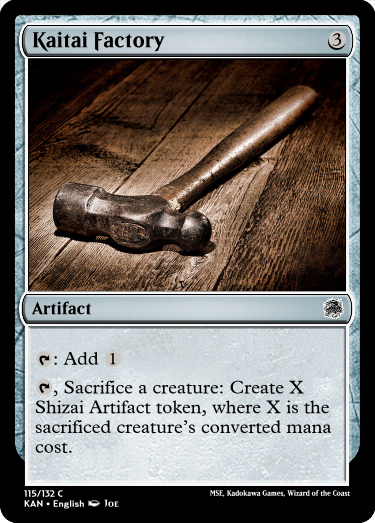 Kaitai Factory 3
Artifact
: Add 1
, Sacrifice a creature: Create X
Shizai Artifact token, where X is the
sacrificed creature's converted mana
cost.
115/132 C
KAN • English JOE
MSE, Kadokawa Games, Wizard of the Coast